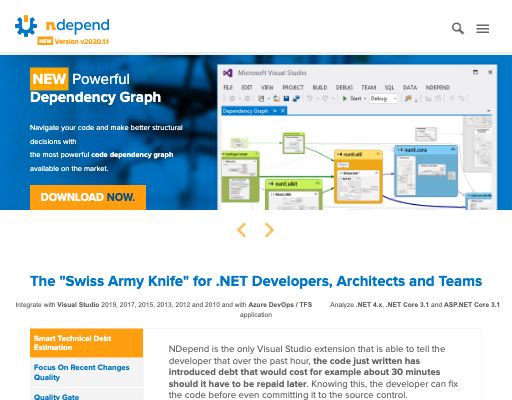 ndepend
NEW Version v2020.1.1
NEW Powerful
Dependency Graph
Navigate your code and make better structural
decisions with
the most powerful code dependency graph
available on the market.
DOWNLOAD NOW.
Microsoft Visual Studio
FILE EDIT VIEW PROJECT BUILD DEBUG TEAM SQL DATA NDEPEND
Start Debug
Dependency Graph
nunit.util
nunit.core
nunit.uikit
The "Swiss Army Knife" for .NET Developers, Architects and Teams
Integrate with Visual Studio 2019, 2017, 2015, 2013, 2012 and 2010 and with Azure DevOps / TFS
application
Analyze .NET 4.x, .NET Core 3.1 and ASP.NET Core 3.1
Smart Technical Debt
Estimation
Focus On Recent Changes
Quality
Quality Gate
NDepend is the only Visual Studio extension that is able to tell the
developer that over the past hour, the code just written has
introduced debt that would cost for example about 30 minutes
should it have to be repaid later. Knowing this, the developer can fix
the code before even committing it to the source control.